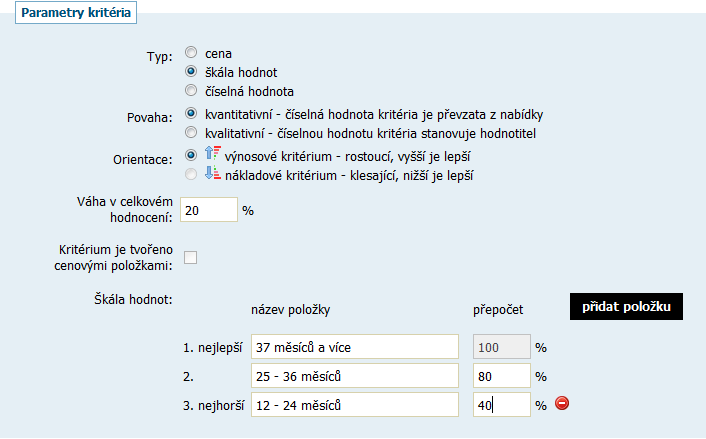 Parametry kritéria
Typ:
cena
škála hodnot
číselná hodnota
Povaha:
kvantitativní - číselná hodnota kritéria je převzata z nabídky
kvalitativní - číselnou hodnotu kritéria stanovuje hodnotitel
Orientace:
výnosové kritérium - rostoucí, vyšší je lepší
nákladové kritérium - klesající, nižší je lepší
Váha v celkovém
hodnocení:
20 %
Kritérium je tvořeno
cenovými položkami:
Škála hodnot:
název položky přepočet přidat položku
1. nejlepší 37 měsíců a více 100 %
2. 25 - 36 měsíců 80 %
3. nejhorší 12 - 24 měsíců 40 %